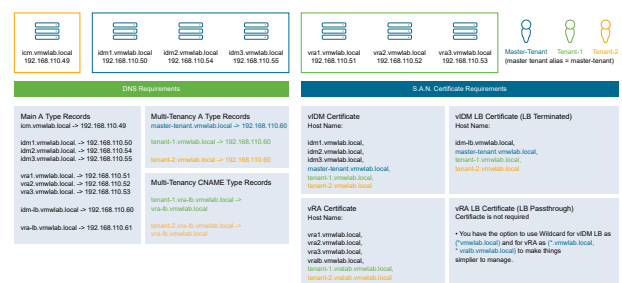 icm.vmwlab.local
192.168.110.49
idm1.vmwlab.local
192.168.110.50
idm2.vmwlab.local
192.168.110.54
idm3.vmwlab.local
192.168.110.55
vra1.vmwlab.local
192.168.110.51
vra2.vmwlab.local
192.168.110.52
vra3.vmwlab.local
192.168.110.53
Master-Tenant
Tenant-1
Tenant-2
(master tenant alias = master-tenant)
DNS Requirements
Main A Type Records
icm.vmwlab.local -> 192.168.110.49
idm1.vmwlab.local -> 192.168.110.50
idm2.vmwlab.local -> 192.168.110.54
idm3.vmwlab.local -> 192.168.110.55
vra1.vmwlab.local -> 192.168.110.51
vra2.vmwlab.local -> 192.168.110.52
vra3.vmwlab.local -> 192.168.110.53
idm-lb.vmwlab.local -> 192.168.110.60
vra-lb.vmwlab.local -> 192.168.110.61
Multi-Tenancy A Type Records
master-tenant.vmwlab.local -> 192.168.110.60
tenant-1.vmwlab.local -> 192.168.110.60
tenant-2.vmwlab.local -> 192.168.110.60
Multi-Tenancy CNAME Type Records
tenant-1.vra-lb.vmwlab.local ->
vra-lb.vmwlab.local
tenant-2.vra-lb.vmwlab.local ->
vra-lb.vmwlab.local
S.A.N. Certificate Requirements
vIDM Certificate
Host Name:
idm1.vmwlab.local,
idm2.vmwlab.local,
idm3.vmwlab.local,
master-tenant.vmwlab.local,
tenant-1.vmwlab.local,
tenant-2.vmwlab.local
vIDM LB Certificate (LB Terminated)
Host Name:
idm-lb.vmwlab.local,
master-tenant.vmwlab.local,
tenant-1.vmwlab.local,
tenant-2.vmwlab.local
vRA Certificate
Host Name:
vra1.vmwlab.local,
vra2.vmwlab.local,
vra3.vmwlab.local,
vralb.vmwlab.local,
tenant-1.vralab.vmwlab.local,
tenant-2.vralab.vmwlab.local
vRA LB Certificate (LB Passthrough)
Certifiacte is not required
• You have the option to use Wildcard for vIDM LB as
(*vmwlab.local) and for vRA as (*.vmwlab.local,
*.vralb.vmwlab.local) to make things
simplier to manage.